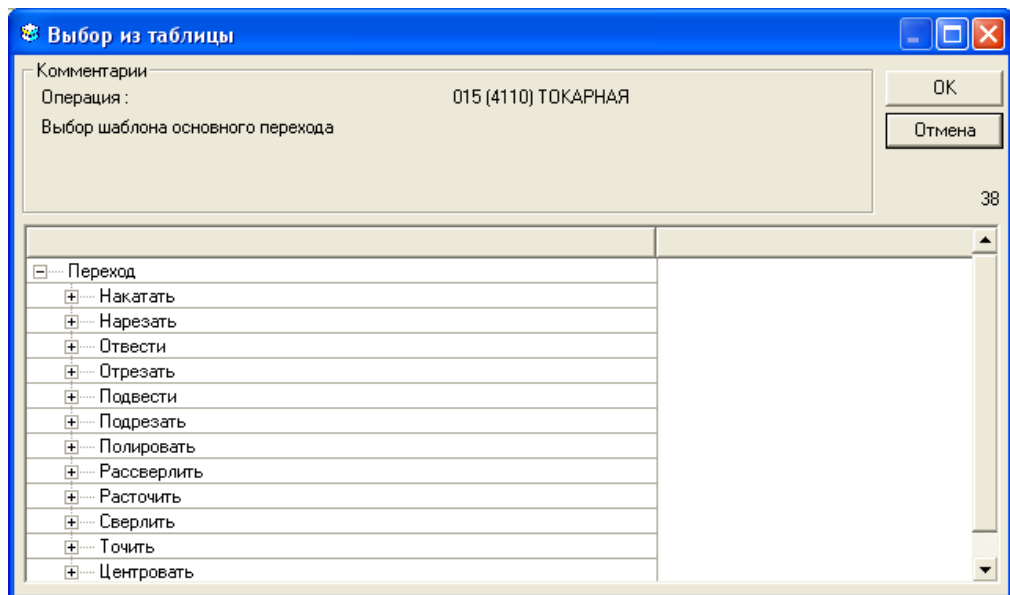 Выбор из таблицы
Комментарии
Операция : 015 (4110) ТОКАРНАЯ
Выбор шаблона основного перехода
OK
Отмена
38
Переход
Накатать
Нарезать
Отвести
Отрезать
Подвести
Подрезать
Полировать
Рассверлить
Расточить
Сверлить
Точить
Центровать